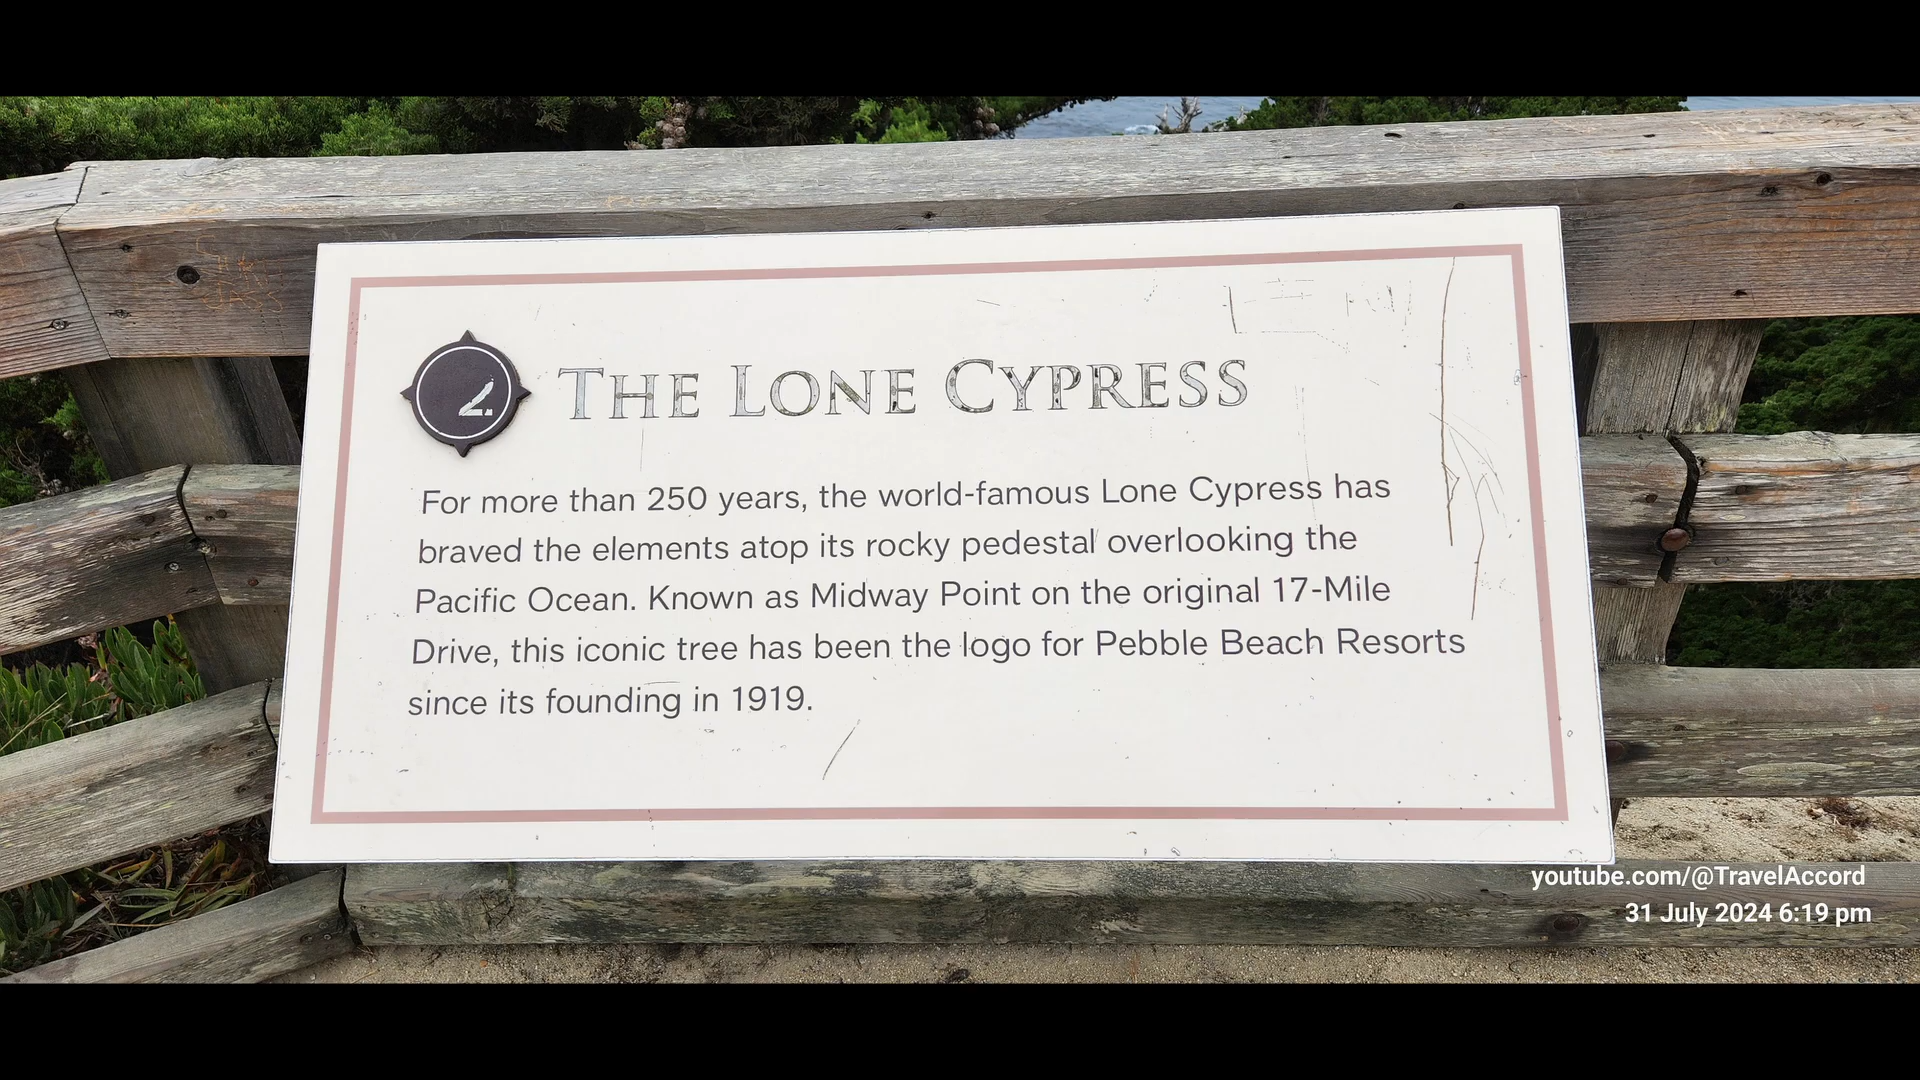 2
THE LONE CYPRESS
For more than 250 years, the world-famous Lone Cypress has
braved the elements atop its rocky pedestal overlooking the
Pacific Ocean. Known as Midway Point on the original 17-Mile
Drive, this iconic tree has been the logo for Pebble Beach Resorts
since its founding in 1919.
youtube.com/@TravelAccord
31 July 2024 6:19 pm